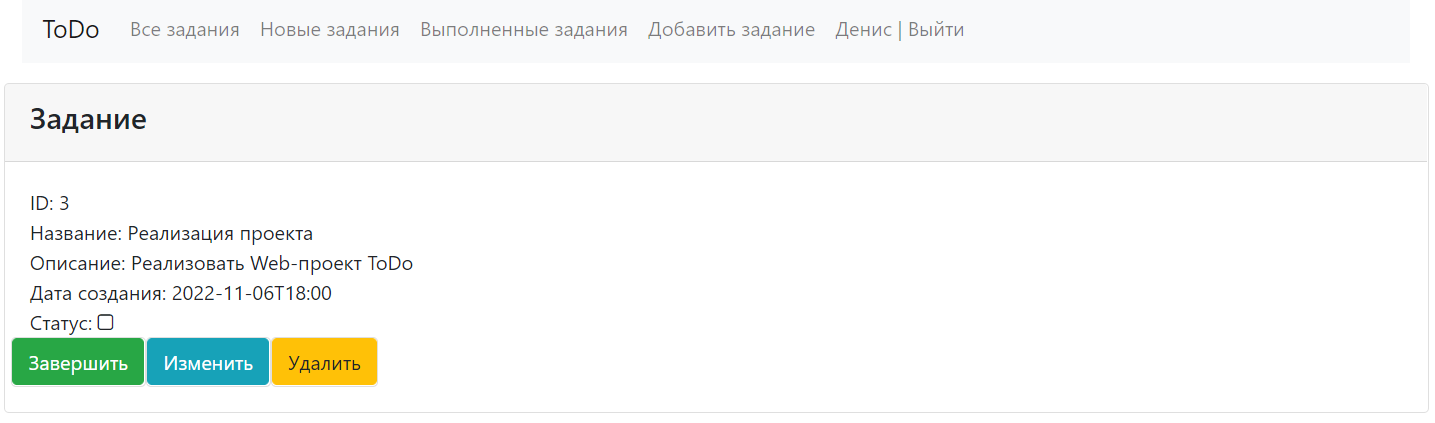 ToDo Все задания Новые задания Выполненные задания Добавить задание Денис | Выйти
Задание
ID: 3
Название: Реализация проекта
Описание: Реализовать Web-проект ToDo
Дата создания: 2022-11-06T18:00
Статус:
Завершить Изменить Удалить